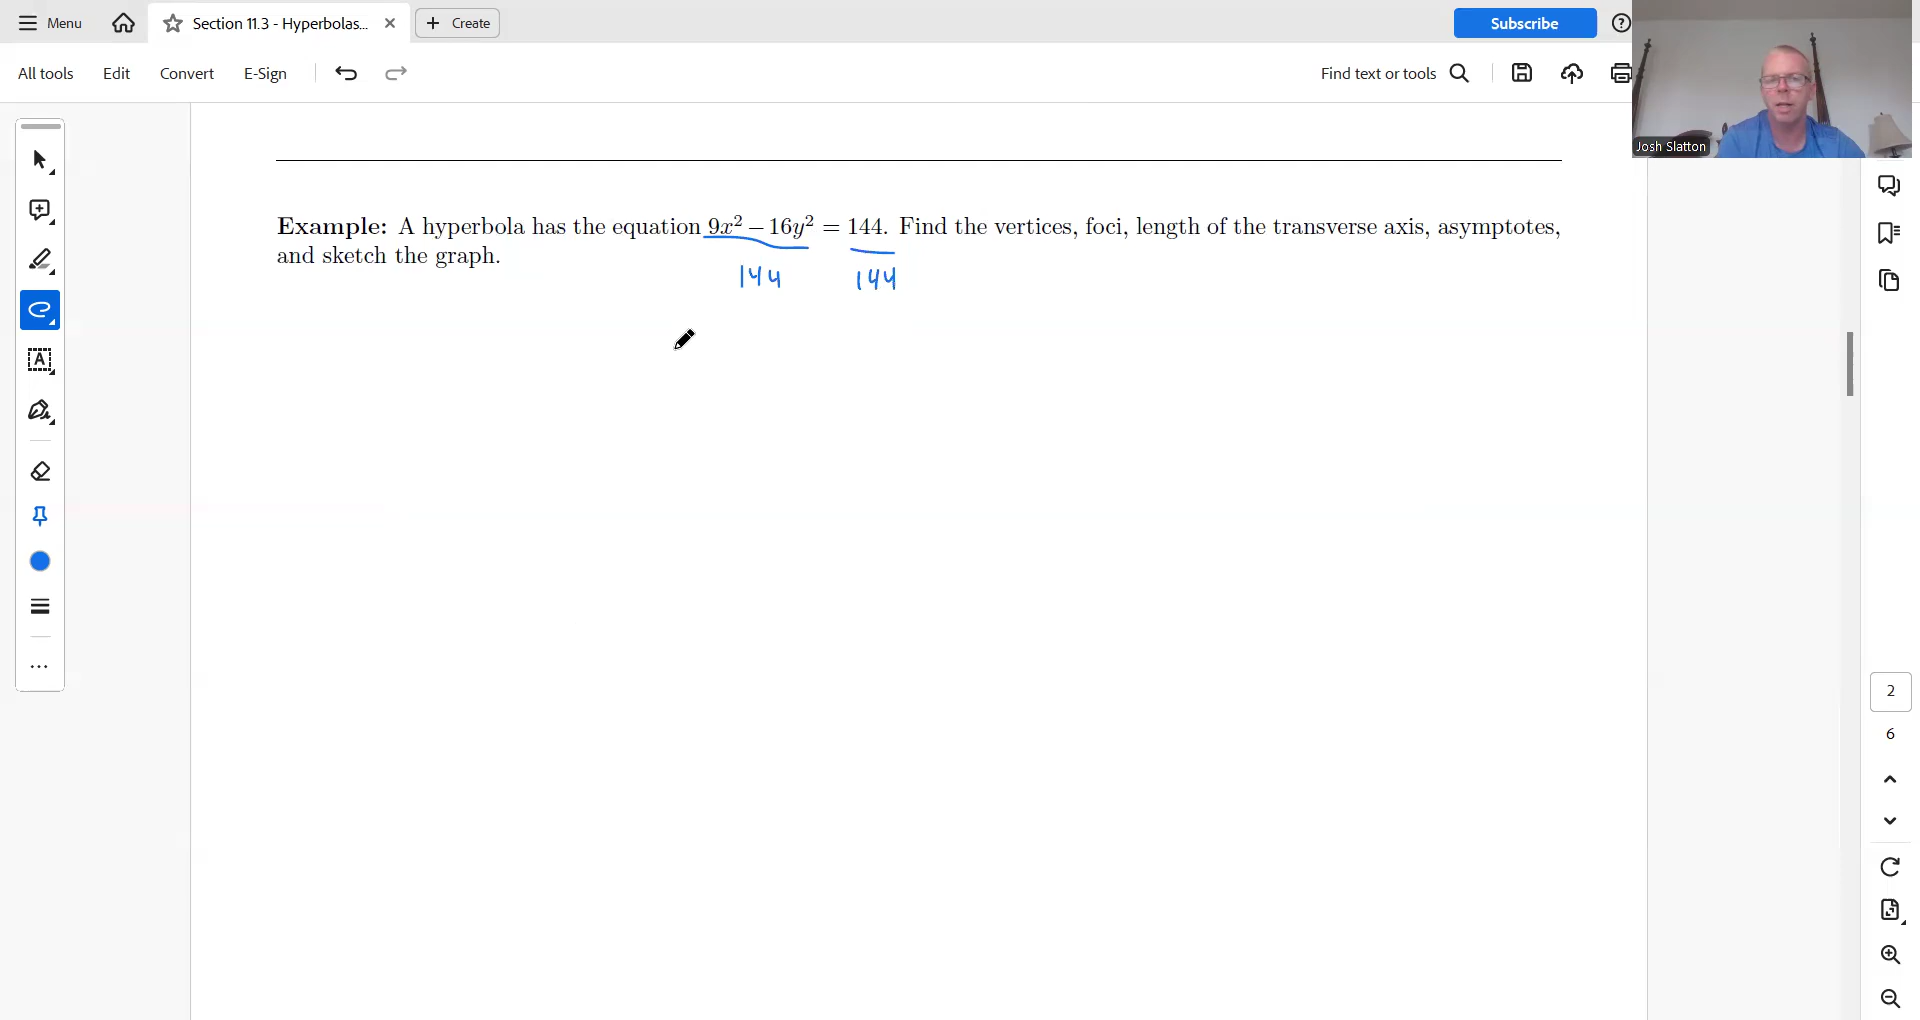 Menu
Section 11.3 - Hyperbolas...
Create
Subscribe
All tools
Edit
Convert
E-Sign
Find text or tools
Josh Slatton
Example: A hyperbola has the equation 9x² − 16y² = 144. Find the vertices, foci, length of the transverse axis, asymptotes,
and sketch the graph.
144 144
A
2
6